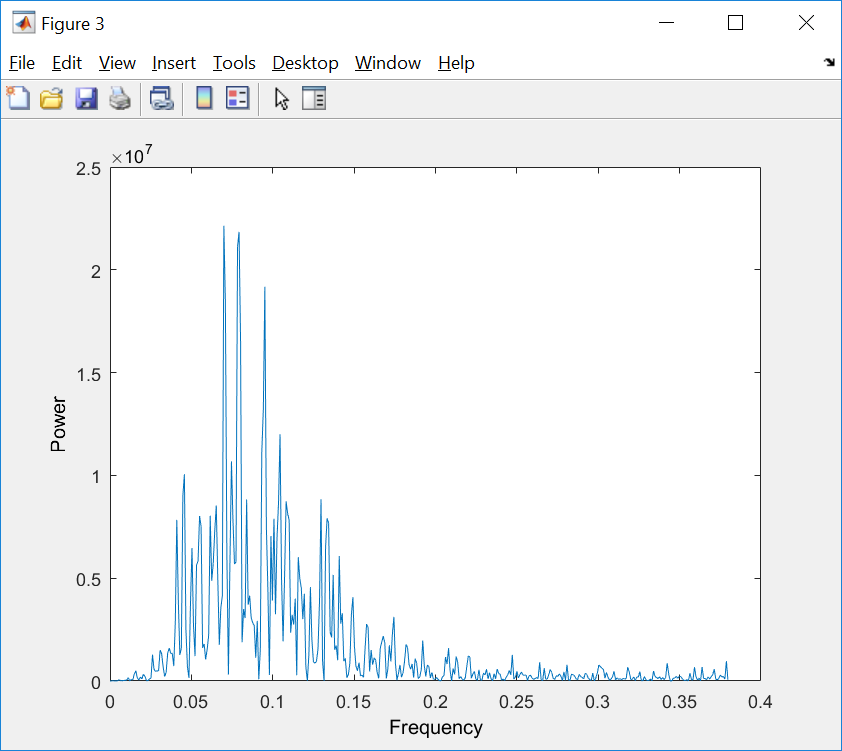 Figure 3
File Edit View Insert Tools Desktop Window Help
×10⁷
2.5
2
1.5
1
0.5
0
Power
0 0.05 0.1 0.15 0.2 0.25 0.3 0.35 0.4
Frequency